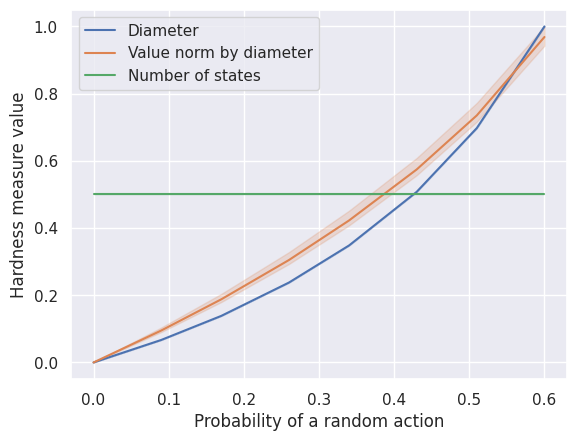 Diameter
Value norm by diameter
Number of states
Hardness measure value
1.0
0.8
0.6
0.4
0.2
0.0
0.0 0.1 0.2 0.3 0.4 0.5 0.6
Probability of a random action